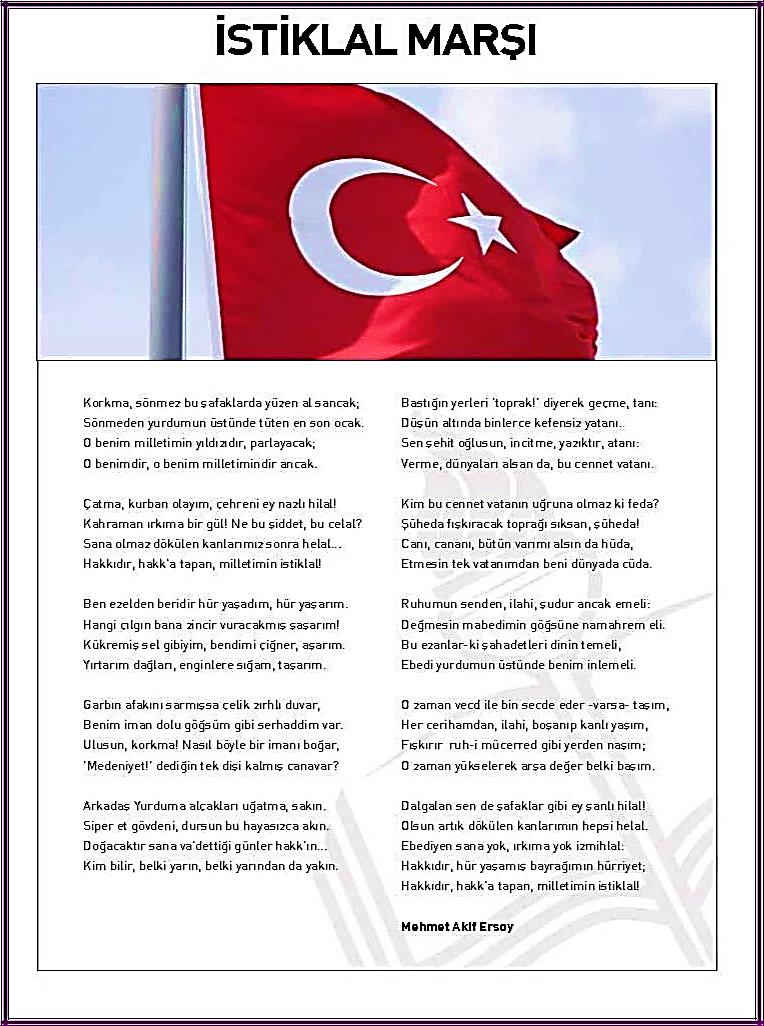 İSTİKLAL MARŞI
Korkma, sönmez bu şafaklarda yüzen al sancak;
Sönmeden yurdumun üstünde tüten en son ocak.
O benim milletimin yıldızıdır, parlayacak;
O benimdir, o benim milletimindir ancak.
Çatma, kurban olayım, çehreni ey nazlı hilal!
Kahraman ırkıma bir gül! Ne bu şiddet, bu celal?
Sana olmaz dökülen kanlarımız sonra helal...
Hakkıdır, hakk'a tapan, milletimin istiklal!
Ben ezelden beridir hür yaşadım, hür yaşarım.
Hangi çılgın bana zincir vuracakmış şaşarım!
Kükremiş sel gibiyim, bendimi çiğner, aşarım.
Yırtarım dağları, enginlere sığam, taşarım.
Garbın afakını sarmışsa çelik zırhlı duvar,
Benim iman dolu göğsüm gibi serhaddim var.
Ulusun, korkma! Nasıl böyle bir imanı boğar,
'Medeniyet!' dediğin tek dişi kalmış canavar?
Arkadaş Yurduma alçakları uğatma, sakın.
Siper et gövdeni, dursun bu hayasızca akın.
Doğacaktır sana va'dettiği günler hakk'ın...
Kim bilir, belki yarın, belki yarından da yakın.
Bastığın yerleri 'toprak!' diyerek geçme, tanı:
Düşün altında binlerce kefensiz yatanı.
Sen şehit oğlusun, incitme, yazıktır, atanı:
Verme, dünyaları alsan da, bu cennet vatanı.
Kim bu cennet vatanın uğruna olmaz ki feda?
Şüheda fışkıracak toprağı sıksan, şüheda!
Canı, cananı, bütün varımı alsın da hüda,
Etmesin tek vatanımdan beni dünyada cüda.
Ruhumun senden, ilahi, şudur ancak emeli:
Değmesin mabedimin göğsüne namahrem eli.
Bu ezanlar-ki şahadetleri dinin temeli,
Ebedi yurdumun üstünde benim inlemeli.
O zaman vecd ile bin secde eder -varsa- taşım,
Her cerihamdan, ilahi, boşanıp kanlı yaşım,
Fışkırır ruh-i mücerred gibi yerden naşım;
O zaman yükselerek arşa değer belki başım.
Dalgalan sen de şafaklar gibi ey şanlı hilal!
Olsun artık dökülen kanlarımın hepsi helal.
Ebediyen sana yok, ırkıma yok izmihlal:
Hakkıdır, hür yaşamış bayrağımın hürriyet;
Hakkıdır, hakk'a tapan, milletimin istiklal!
Mehmet Akif Ersoy